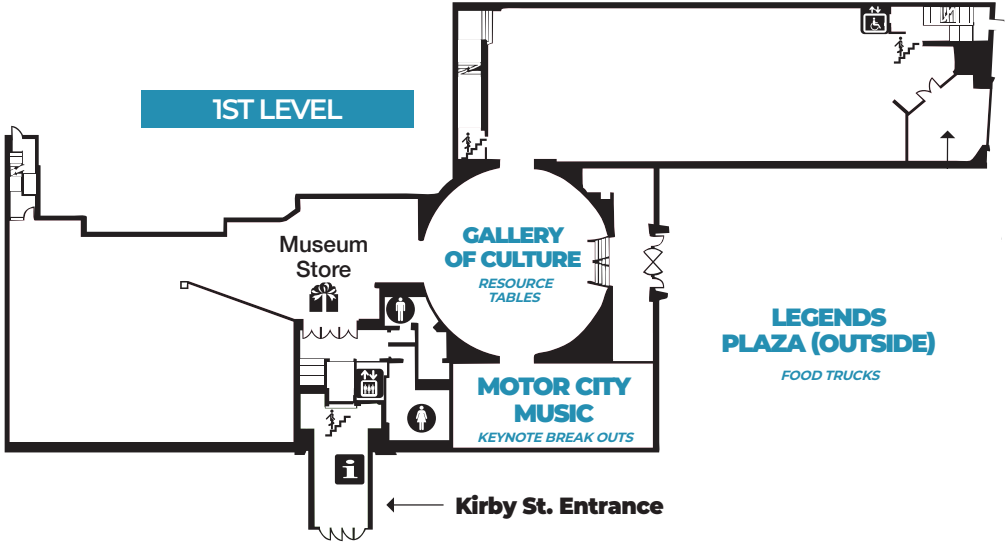 1ST LEVEL
Museum
Store
GALLERY
OF CULTURE
RESOURCE
TABLES
LEGENDS
PLAZA (OUTSIDE)
FOOD TRUCKS
MOTOR CITY
MUSIC
KEYNOTE BREAK OUTS
i
Kirby St. Entrance